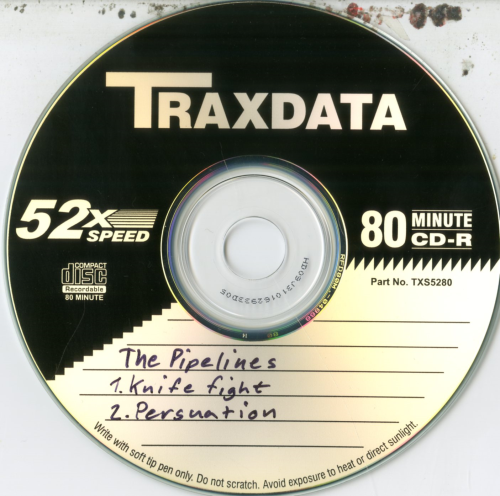 TRAXDATA
52x SPEED
80 MINUTE CD-R
COMPACT disc Recordable
80 MINUTE
Part No. TXS5280
The Pipelines
1. Knife fight
2. Persuation
Write with soft tip pen only. Do not scratch. Avoid exposure to heat or direct sunlight.